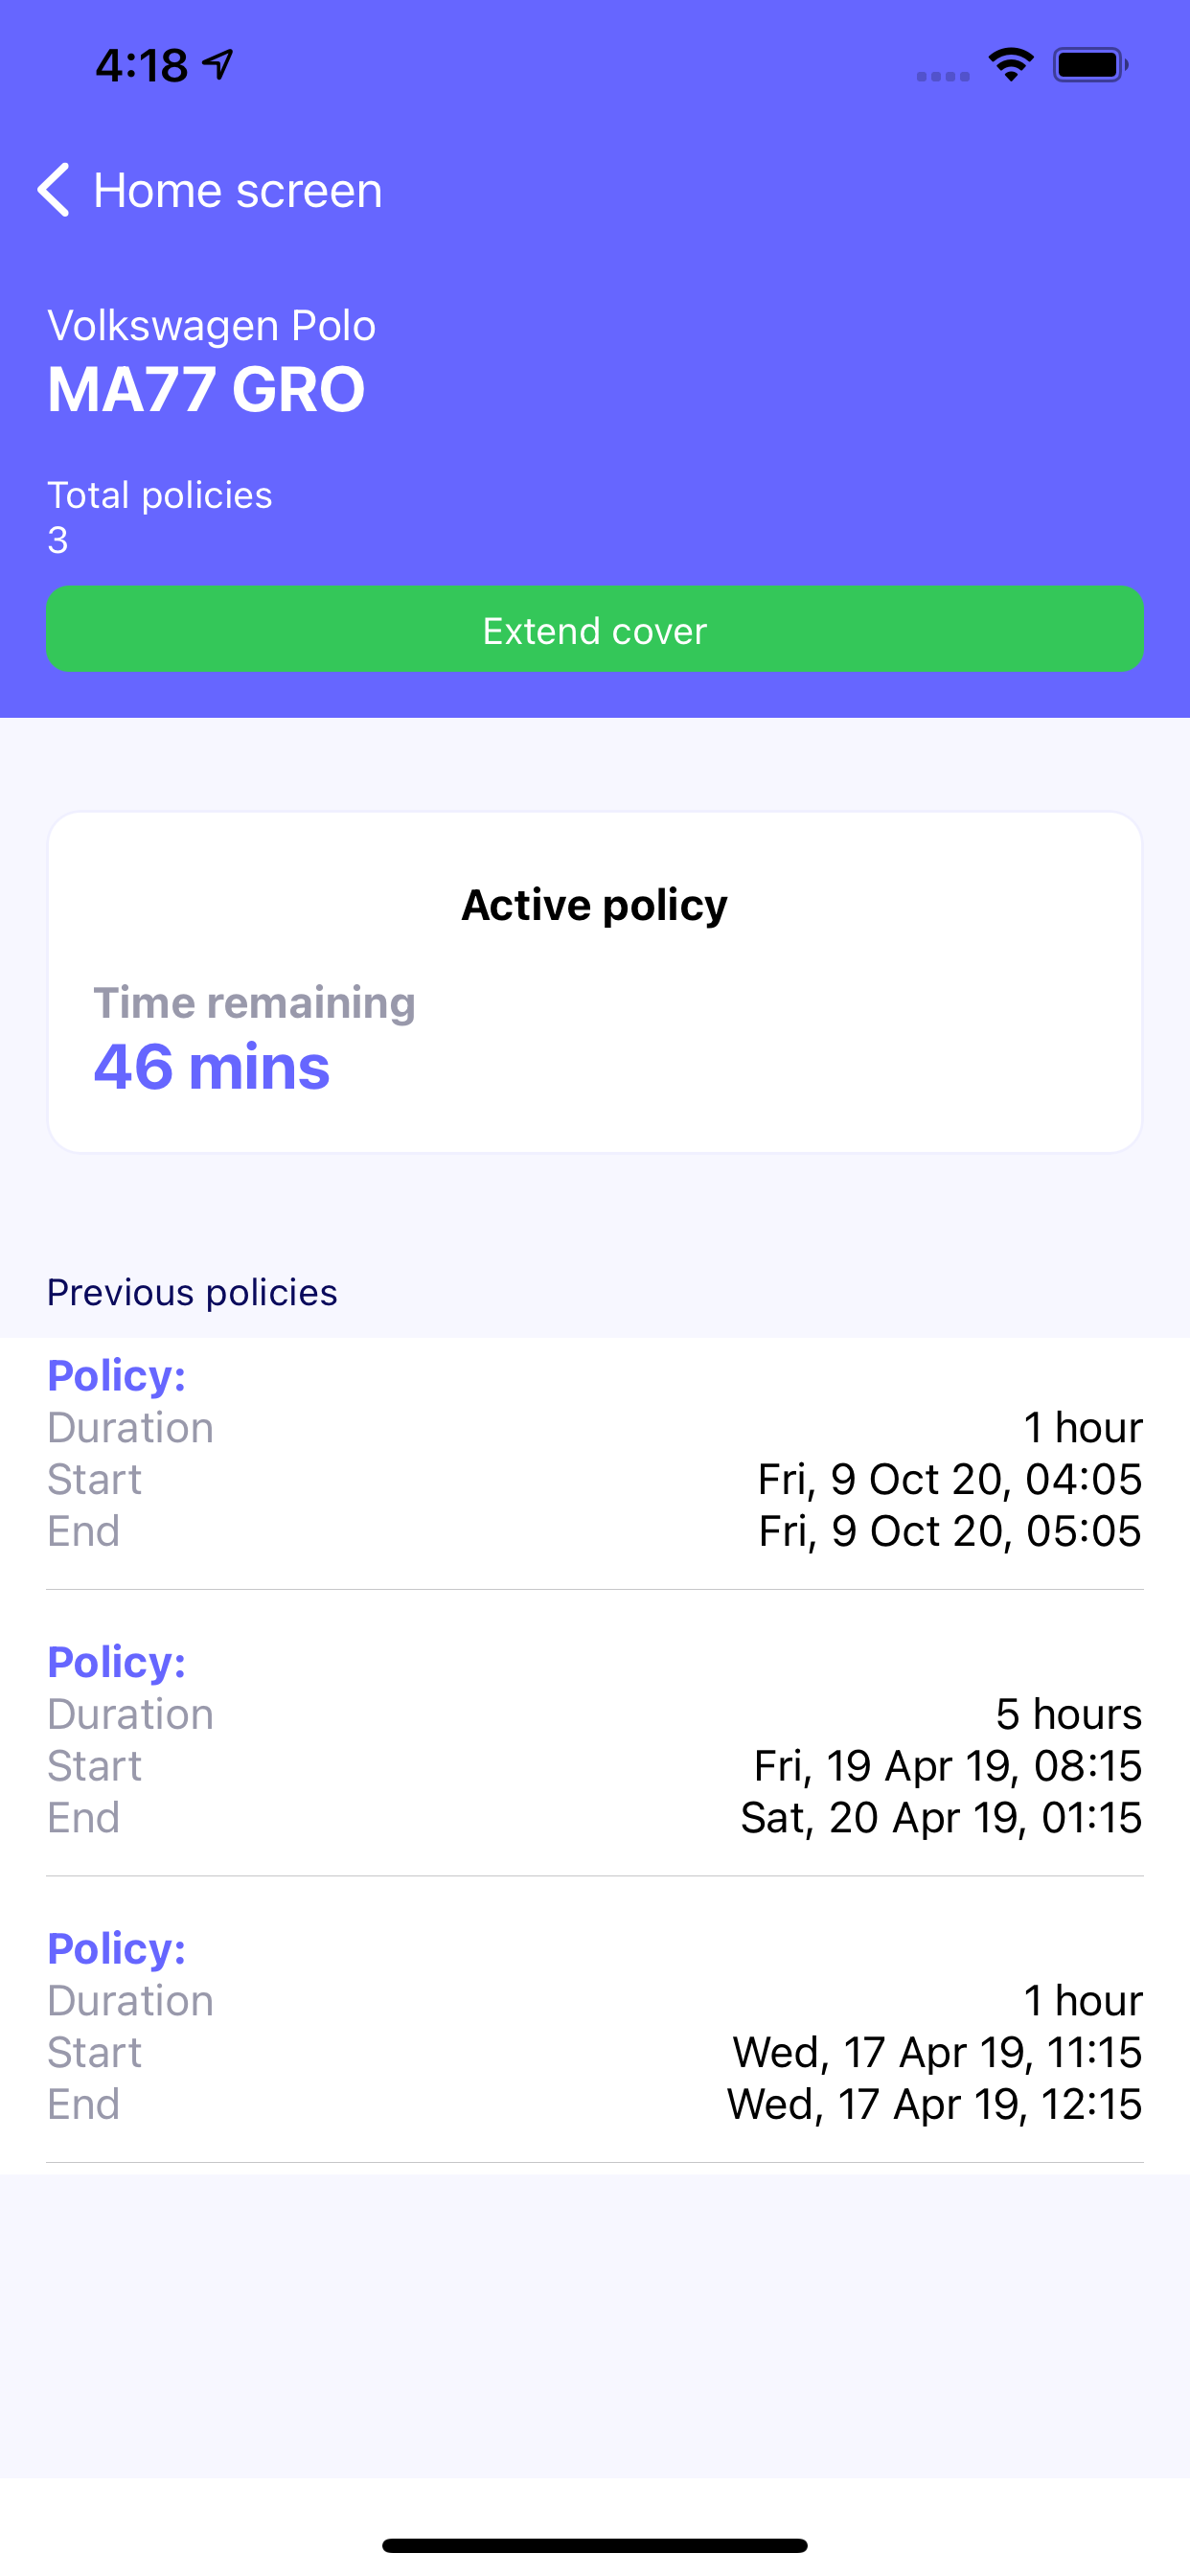 4:18
Home screen
Volkswagen Polo
MA77 GRO
Total policies
3
Extend cover
Active policy
Time remaining
46 mins
Previous policies
Policy:
Duration 1 hour
Start Fri, 9 Oct 20, 04:05
End Fri, 9 Oct 20, 05:05
Policy:
Duration 5 hours
Start Fri, 19 Apr 19, 08:15
End Sat, 20 Apr 19, 01:15
Policy:
Duration 1 hour
Start Wed, 17 Apr 19, 11:15
End Wed, 17 Apr 19, 12:15